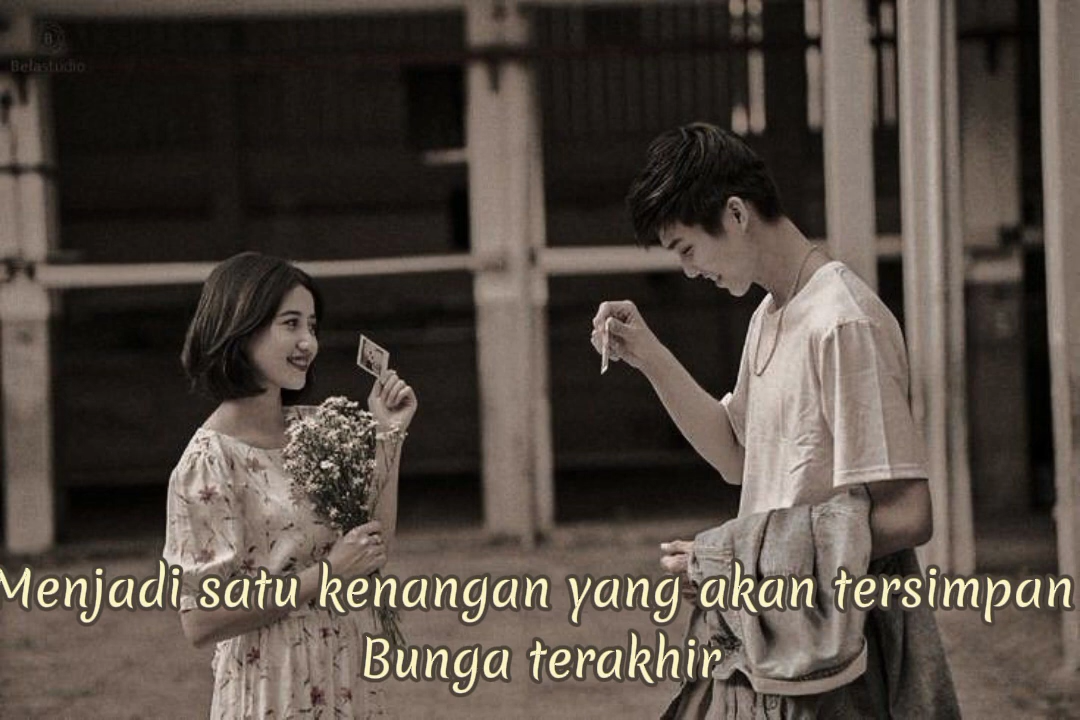 Belastudio
Menjadi satu kenangan yang akan tersimpan
Bunga terakhir